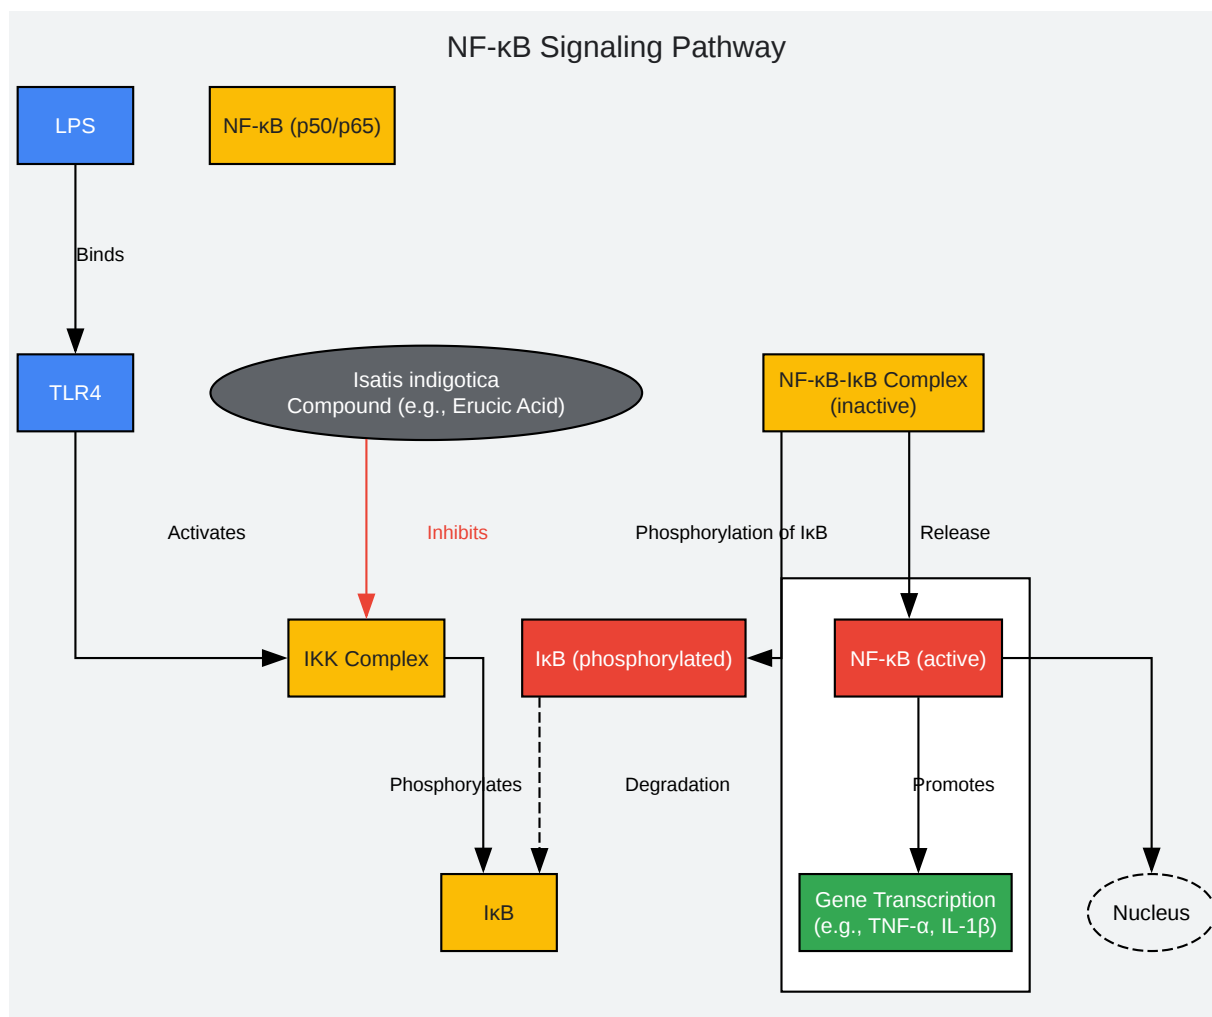 NF-κB Signaling Pathway
LPS
NF-κB (p50/p65)
Binds
TLR4
Isatis indigotica
Compound (e.g., Erucic Acid)
NF-κB-IκB Complex
(inactive)
Activates
Inhibits
Phosphorylation of IκB
Release
IKK Complex
IκB (phosphorylated)
NF-κB (active)
Phosphorylates
Degradation
Promotes
IκB
Gene Transcription
(e.g., TNF-α, IL-1β)
Nucleus